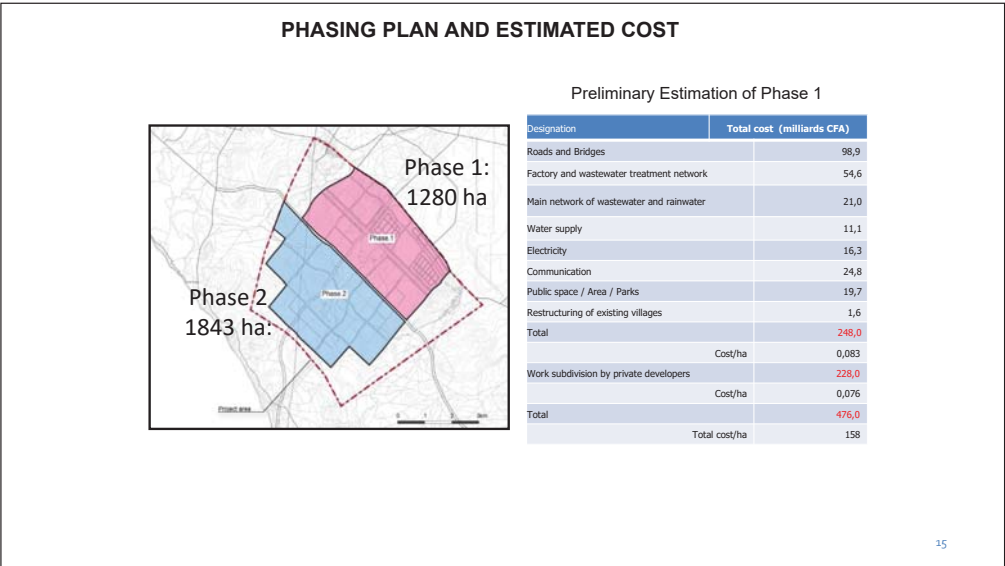 PHASING PLAN AND ESTIMATED COST
Phase 1:
1280 ha
Phase 1
Phase 2
Phase 2
1843 ha:
Project area
0 1 2 3km
Preliminary Estimation of Phase 1
Designation Total cost (milliards CFA)
Roads and Bridges 98,9
Factory and wastewater treatment network 54,6
Main network of wastewater and rainwater 21,0
Water supply 11,1
Electricity 16,3
Communication 24,8
Public space / Area / Parks 19,7
Restructuring of existing villages 1,6
Total 248,0
Cost/ha 0,083
Work subdivision by private developers 228,0
Cost/ha 0,076
Total 476,0
Total cost/ha 158
15